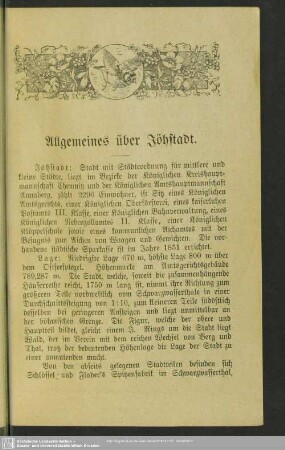 Allgemeines über Jöhstadt.
Jöhstadt: Stadt mit Städteordnung für mittlere und
kleine Städte, liegt im Bezirke der Königlichen Kreishaupt-
mannschaft Chemnitz und der Königlichen Amtshauptmannschaft
Annaberg, zählt 2296 Einwohner, ist Sitz eines Königlichen
Amtsgerichts, einer Königlichen Oberförsterei, eines kaiserlichen
Postamts III. Klasse, einer Königlichen Bahnverwaltung, eines
Königlichen Nebenzollamtes II. Klasse, einer Königlichen
Klöppelschule sowie eines kommunlichen Aichamtes mit der
Befugnis zum Aichen von Waagen und Gewichten. Die vor-
handene städtische Sparkasse ist im Jahre 1851 errichtet.
Lage: Niedrigste Lage 670 m, höchste Lage 800 m über
dem Ostseespiegel. Höhenmarke am Amtsgerichtsgebäude
789,287 m. Die Stadt, welche, soweit die zusammenhängende
Häuserreihe reicht, 1750 m lang ist, nimmt ihre Richtung zum
größeren Teile nordwestlich vom Schwarzwasserthale in einer
Durchschnittssteigung von 1:10, zum kleineren Teile südöstlich
desselben bei geringeren Ansteigen und liegt unmittelbar an
der böhmischen Grenze. Die Figur, welche der obere und
Hauptteil bildet, gleicht einem J. Rings um die Stadt liegt
Wald, der im Verein mit dem reichen Wechsel von Berg und
Thal, trotz der bedeutenden Höhenlage die Lage der Stadt zu
einer anmutenden macht.
Von den abseits gelegenen Stadtteilen befinden sich
Schlössel und Flader's Spitzenfabrik im Schwarzwasserthal,